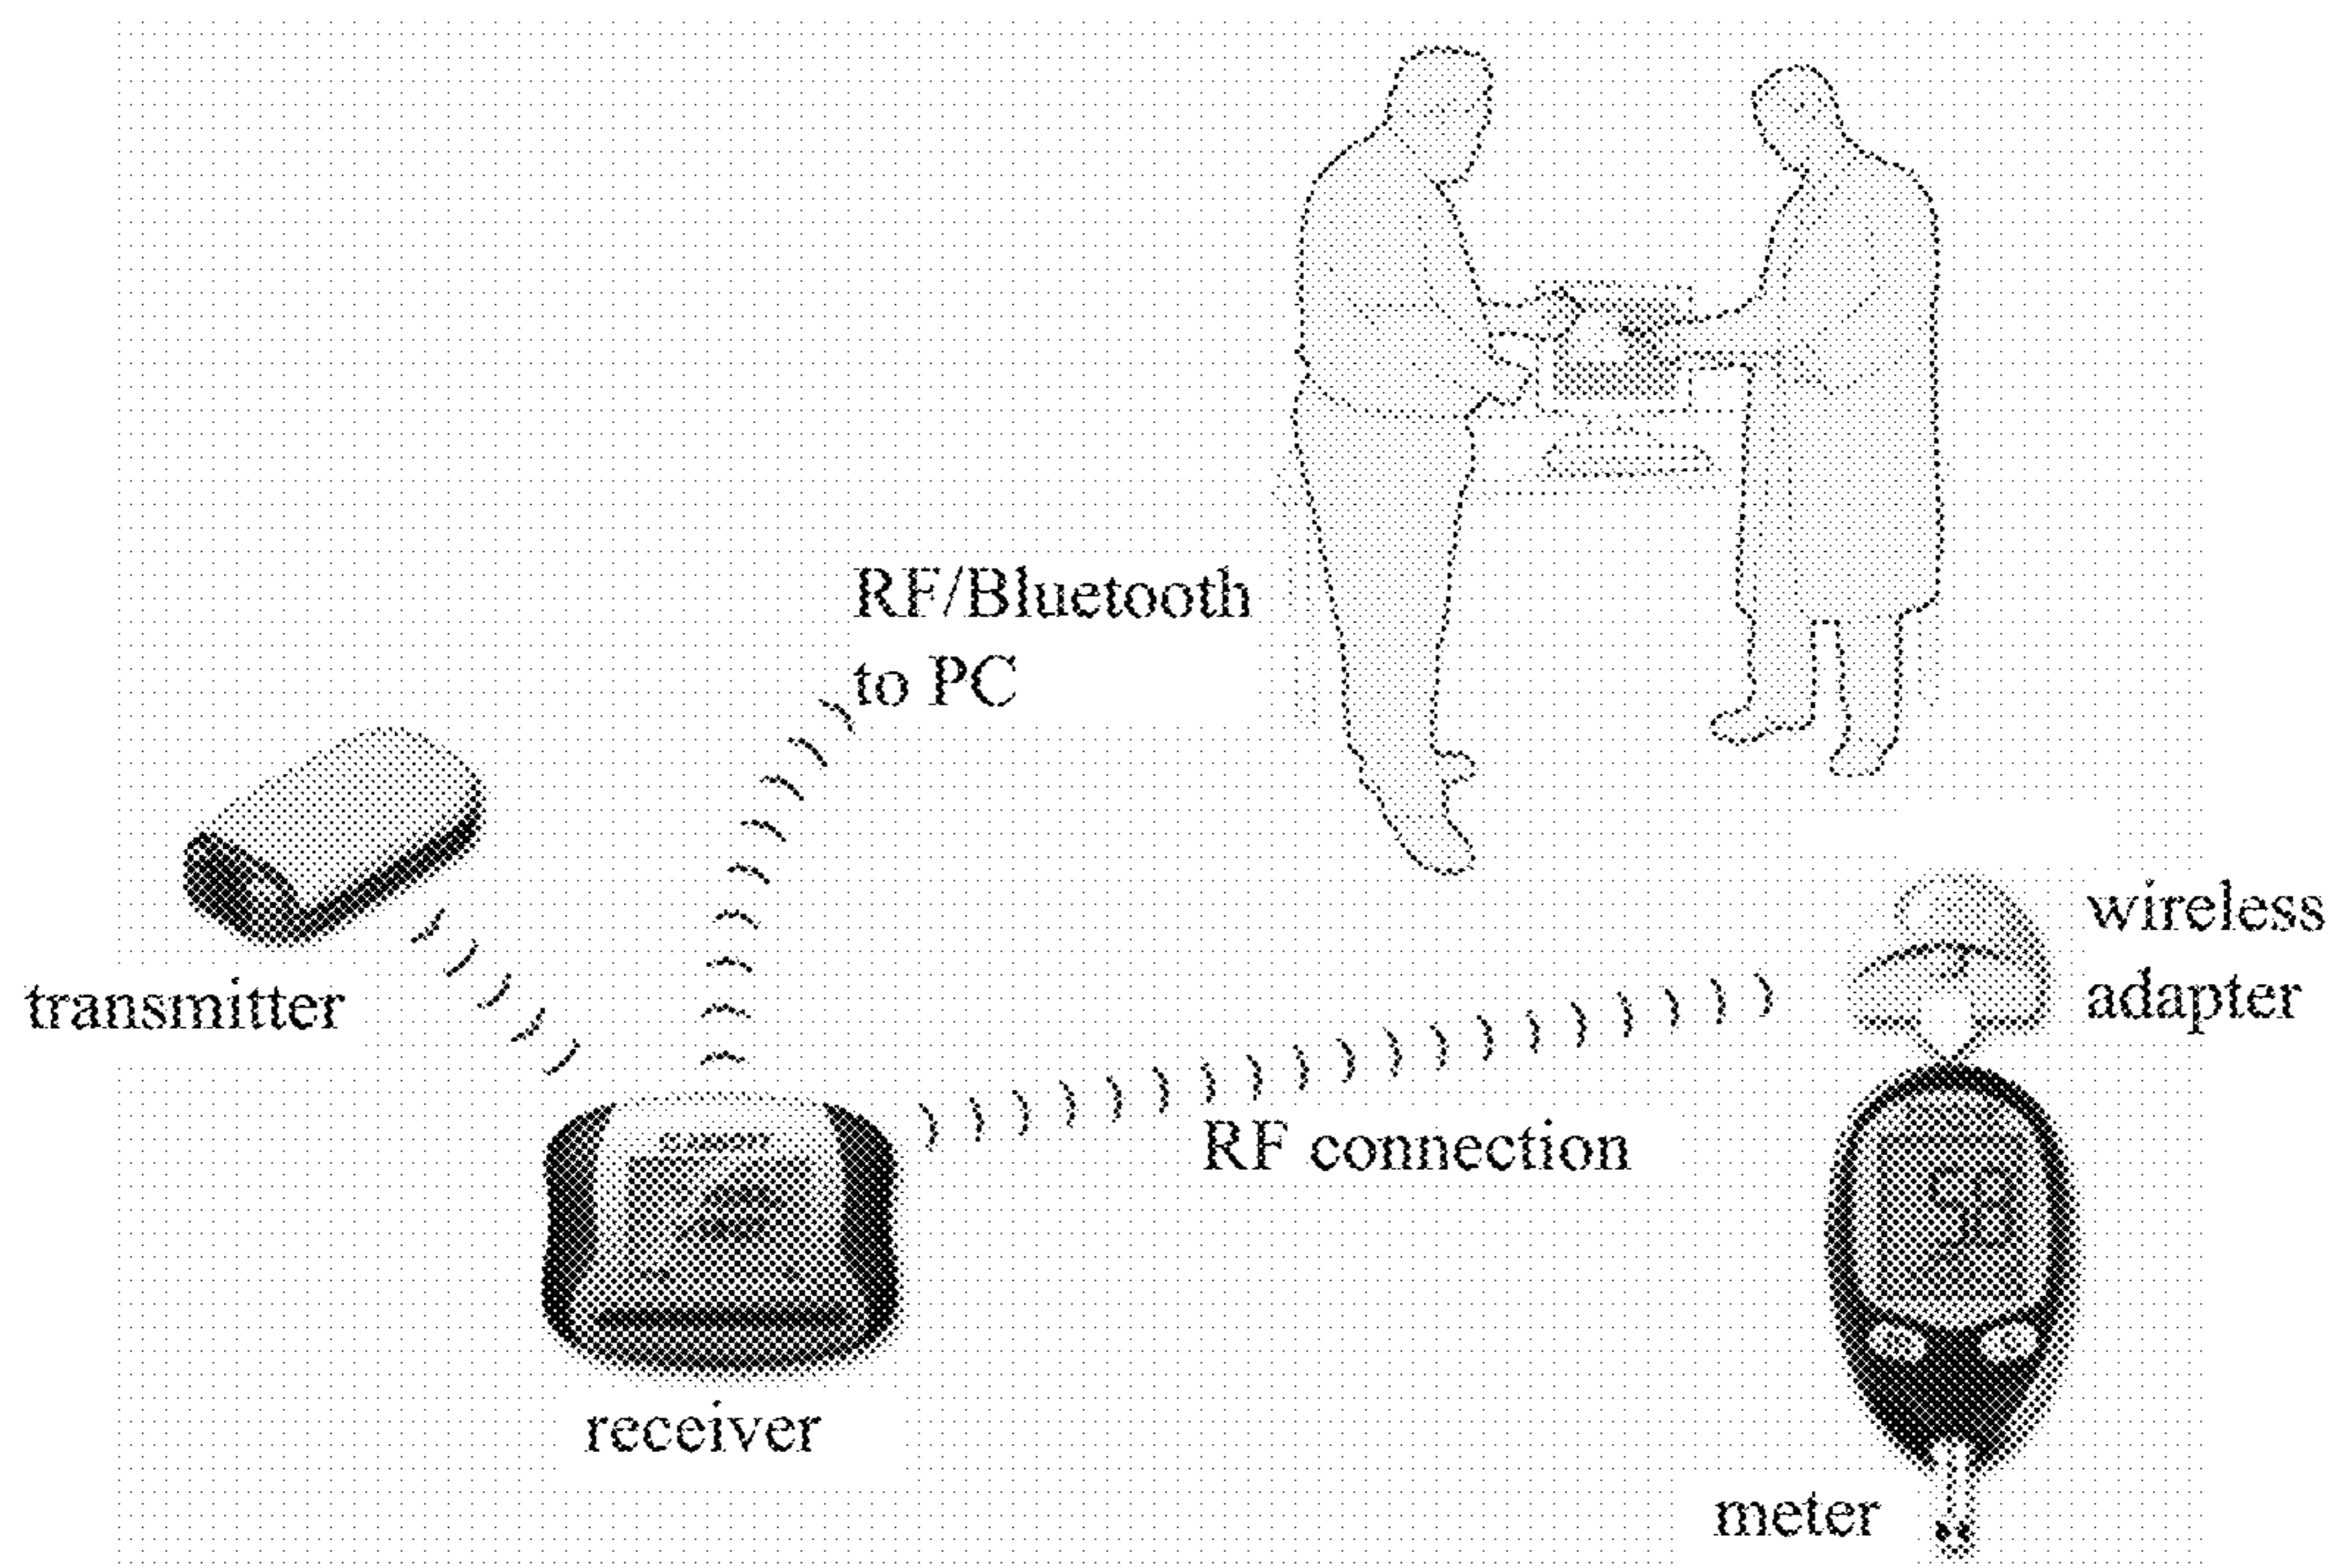 RF/Bluetooth
to PC
wireless
adapter
transmitter
RF connection
receiver
meter